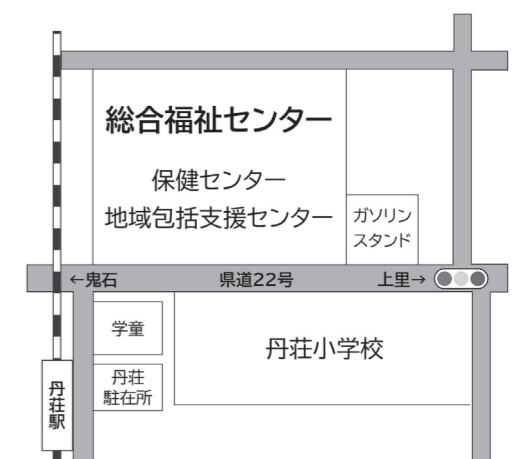 総合福祉センター
保健センター
地域包括支援センター
ガソリン
スタンド
←鬼石
県道22号
上里→
学童
丹荘小学校
丹荘
駐在所
丹荘駅